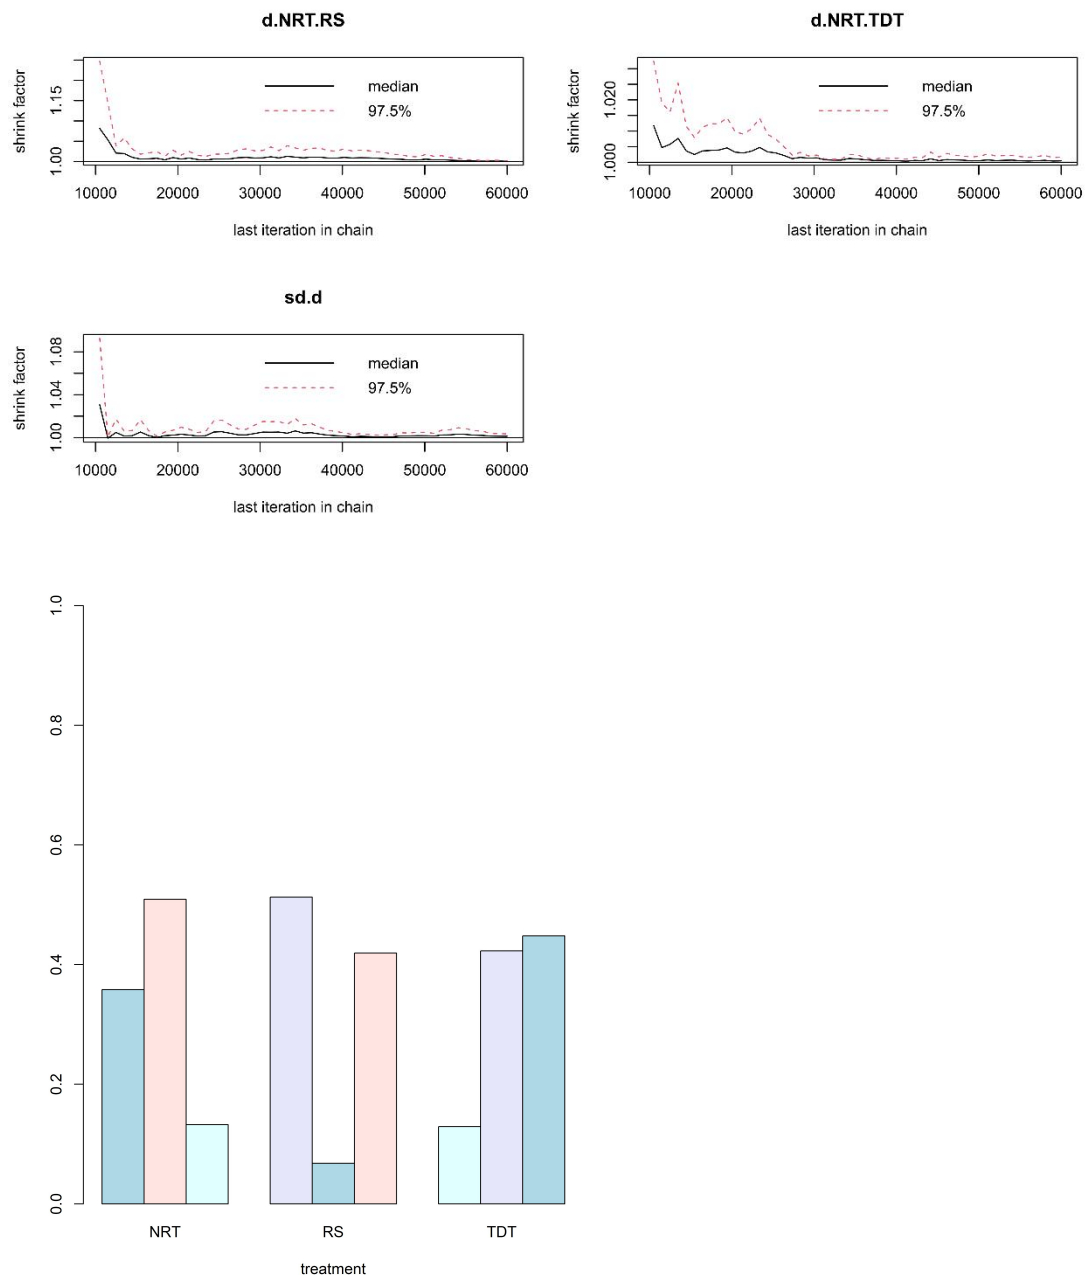 d.NRT.RS
shrink factor
1.00 1.15
median
97.5%
10000 20000 30000 40000 50000 60000
last iteration in chain
d.NRT.TDT
shrink factor
1.000 1.020
median
97.5%
10000 20000 30000 40000 50000 60000
last iteration in chain
sd.d
shrink factor
1.00 1.04 1.08
median
97.5%
10000 20000 30000 40000 50000 60000
last iteration in chain
1.0
0.8
0.6
0.4
0.2
0.0
NRT RS TDT
treatment